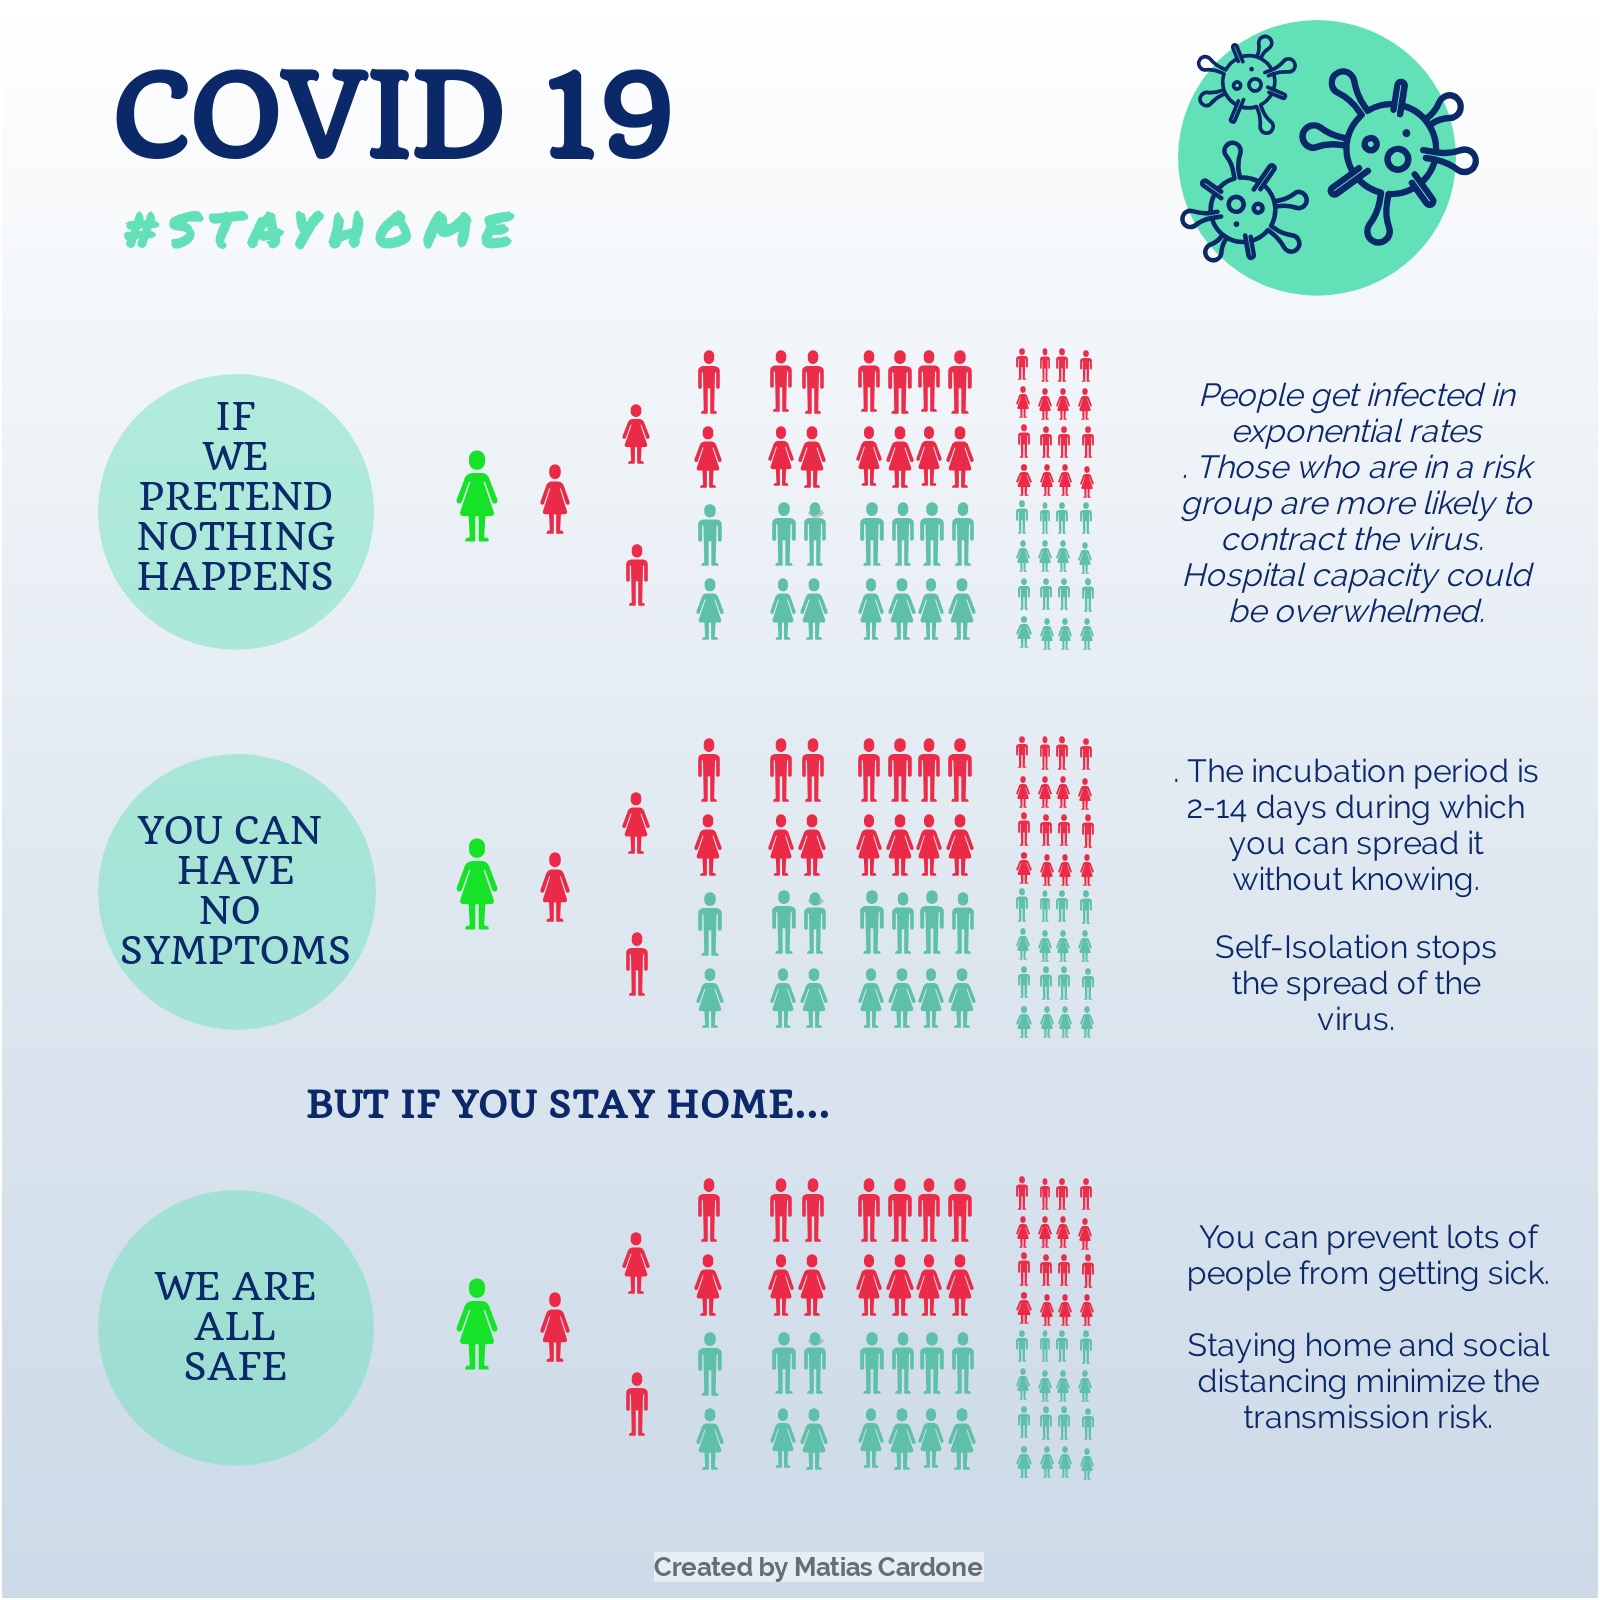 COVID 19
#STAYHOME
IF
WE
PRETEND
NOTHING
HAPPENS
People get infected in
exponential rates
. Those who are in a risk
group are more likely to
contract the virus.
Hospital capacity could
be overwhelmed.
YOU CAN
HAVE
NO
SYMPTOMS
. The incubation period is
2-14 days during which
you can spread it
without knowing.
Self-Isolation stops
the spread of the
virus.
BUT IF YOU STAY HOME...
WE ARE
ALL
SAFE
You can prevent lots of
people from getting sick.
Staying home and social
distancing minimize the
transmission risk.
Created by Matias Cardone